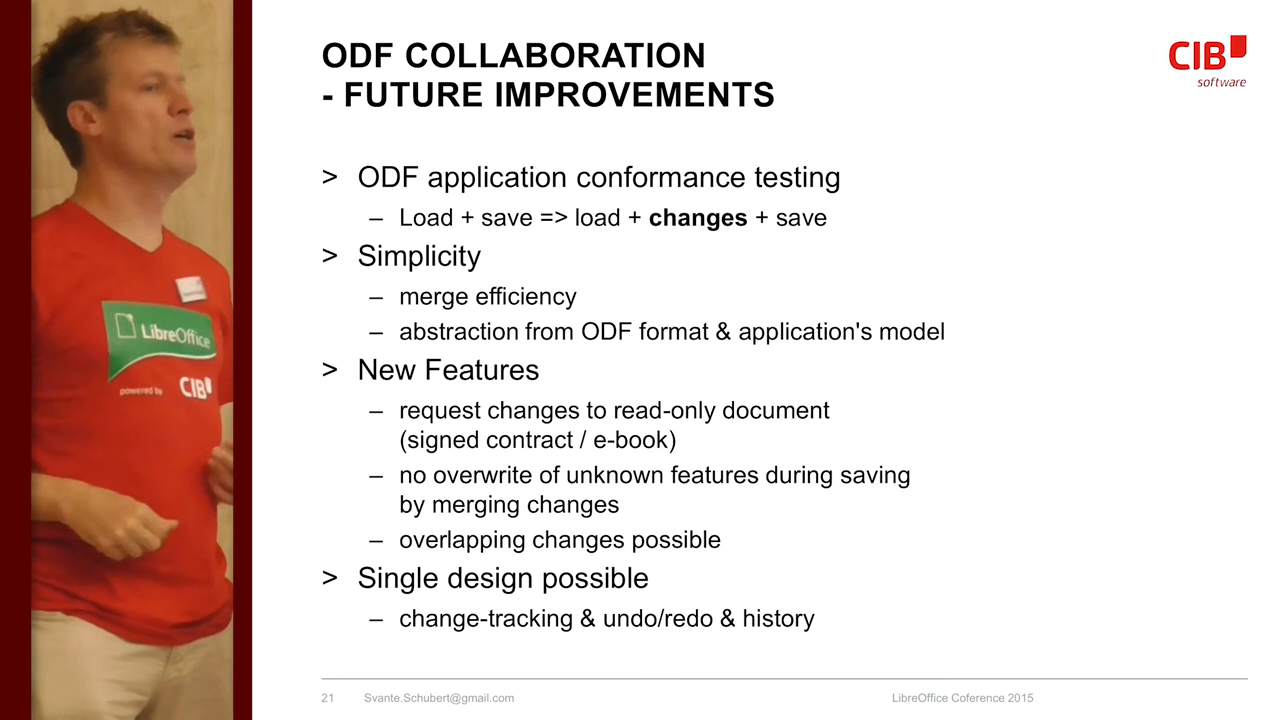 ODF COLLABORATION
- FUTURE IMPROVEMENTS
CIB
software
> ODF application conformance testing
– Load + save => load + changes + save
> Simplicity
– merge efficiency
– abstraction from ODF format & application's model
> New Features
– request changes to read-only document
(signed contract / e-book)
– no overwrite of unknown features during saving
by merging changes
– overlapping changes possible
> Single design possible
– change-tracking & undo/redo & history
21 Svante.Schubert@gmail.com LibreOffice Coference 2015
LibreOffice
powered by CIB